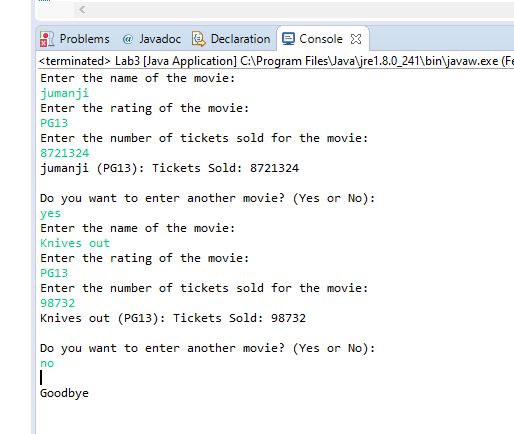 Problems @ Javadoc Declaration Console
<terminated> Lab3 [Java Application] C:\Program Files\Java\jre1.8.0_241\bin\javaw.exe (Fe
Enter the name of the movie:
jumanji
Enter the rating of the movie:
PG13
Enter the number of tickets sold for the movie:
8721324
jumanji (PG13): Tickets Sold: 8721324
Do you want to enter another movie? (Yes or No):
yes
Enter the name of the movie:
Knives out
Enter the rating of the movie:
PG13
Enter the number of tickets sold for the movie:
98732
Knives out (PG13): Tickets Sold: 98732
Do you want to enter another movie? (Yes or No):
no
Goodbye